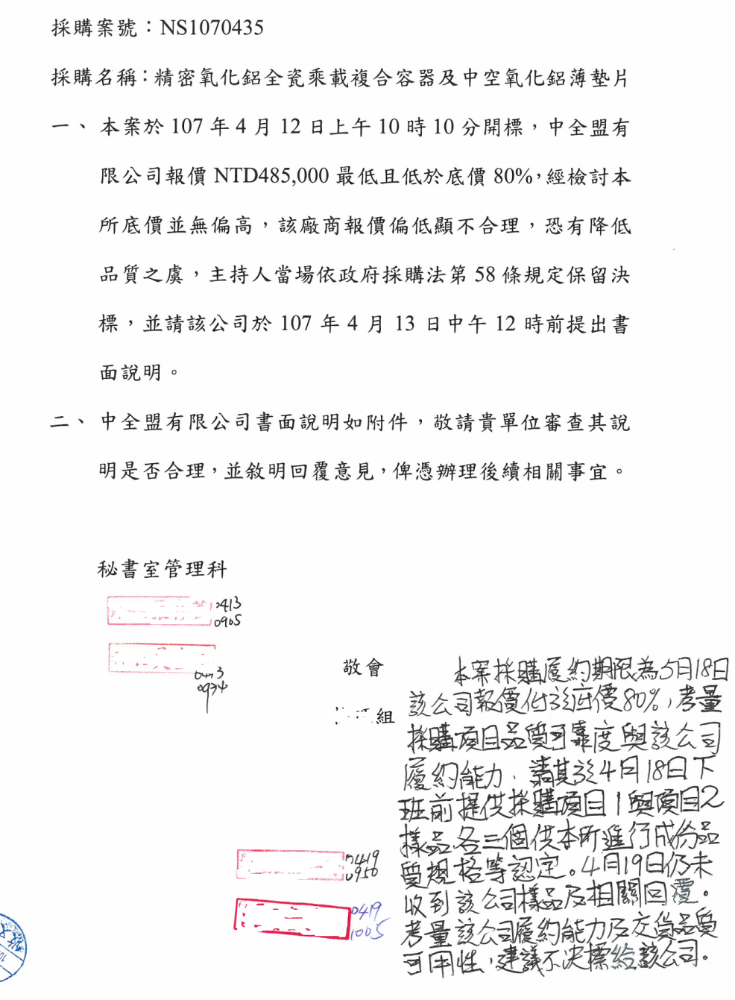 採購案號：NS1070435
採購名稱：精密氧化鋁全瓷乘載複合容器及中空氧化鋁薄墊片
一、本案於 107 年 4 月 12 日上午 10 時 10 分開標，中全盟有
限公司報價 NTD485,000 最低且低於底價 80%，經檢討本
所底價並無偏高，該廠商報價偏低顯不合理，恐有降低
品質之虞，主持人當場依政府採購法第 58 條規定保留決
標，並請該公司於 107 年 4 月 13 日中午 12 時前提出書
面說明。
二、中全盟有限公司書面說明如附件，敬請貴單位審查其說
明是否合理，並敘明回覆意見，俾憑辦理後續相關事宜。
秘書室管理科
0413
0905
0413
0934
敬會
組
本案採購履約期限為5月18日
該公司報價低於底價80%，考量
採購項目品質可靠度與該公司
履約能力、請其於4月18日下
班前提供採購項目1與項目2
樣品各三個供本所進行成份品
質規格等認定。4月19日仍未
收到該公司樣品及相關回覆。
考量該公司履約能力及交貨品質
可用性，建議不決標給該公司。
0419
0950
0419
1005